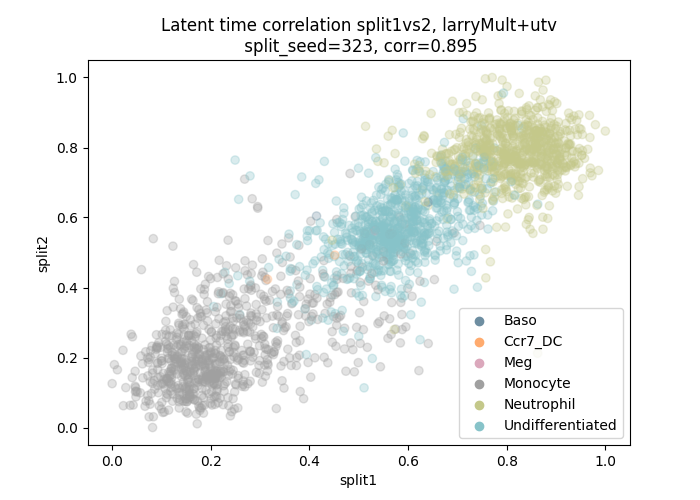 Latent time correlation split1vs2, larryMult+utv
split_seed=323, corr=0.895
1.0
0.8
0.6
0.4
0.2
0.0
split2
Baso
Ccr7_DC
Meg
Monocyte
Neutrophil
Undifferentiated
0.0 0.2 0.4 0.6 0.8 1.0
split1